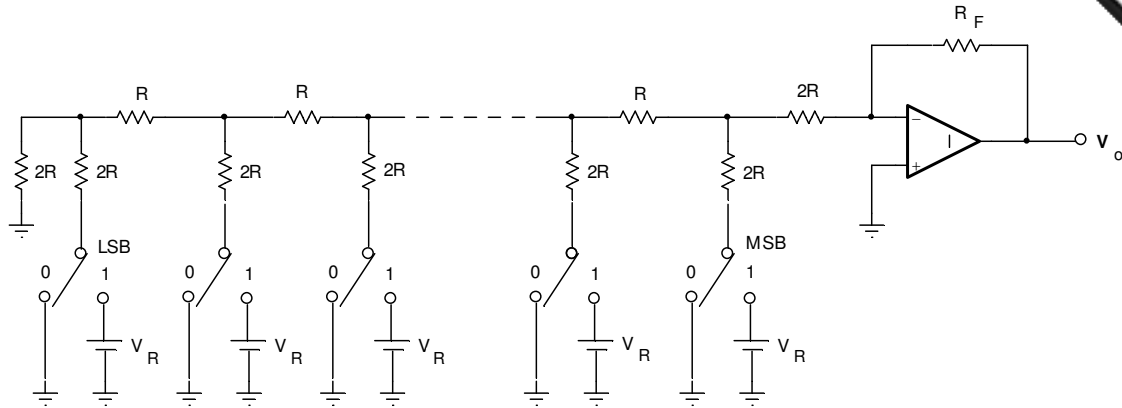 R F
R R R 2R
2R 2R 2R 2R 2R 2R
− + V o
LSB MSB
0 1 0 1 0 1 0 1 0 1
V R V R V R V R V R